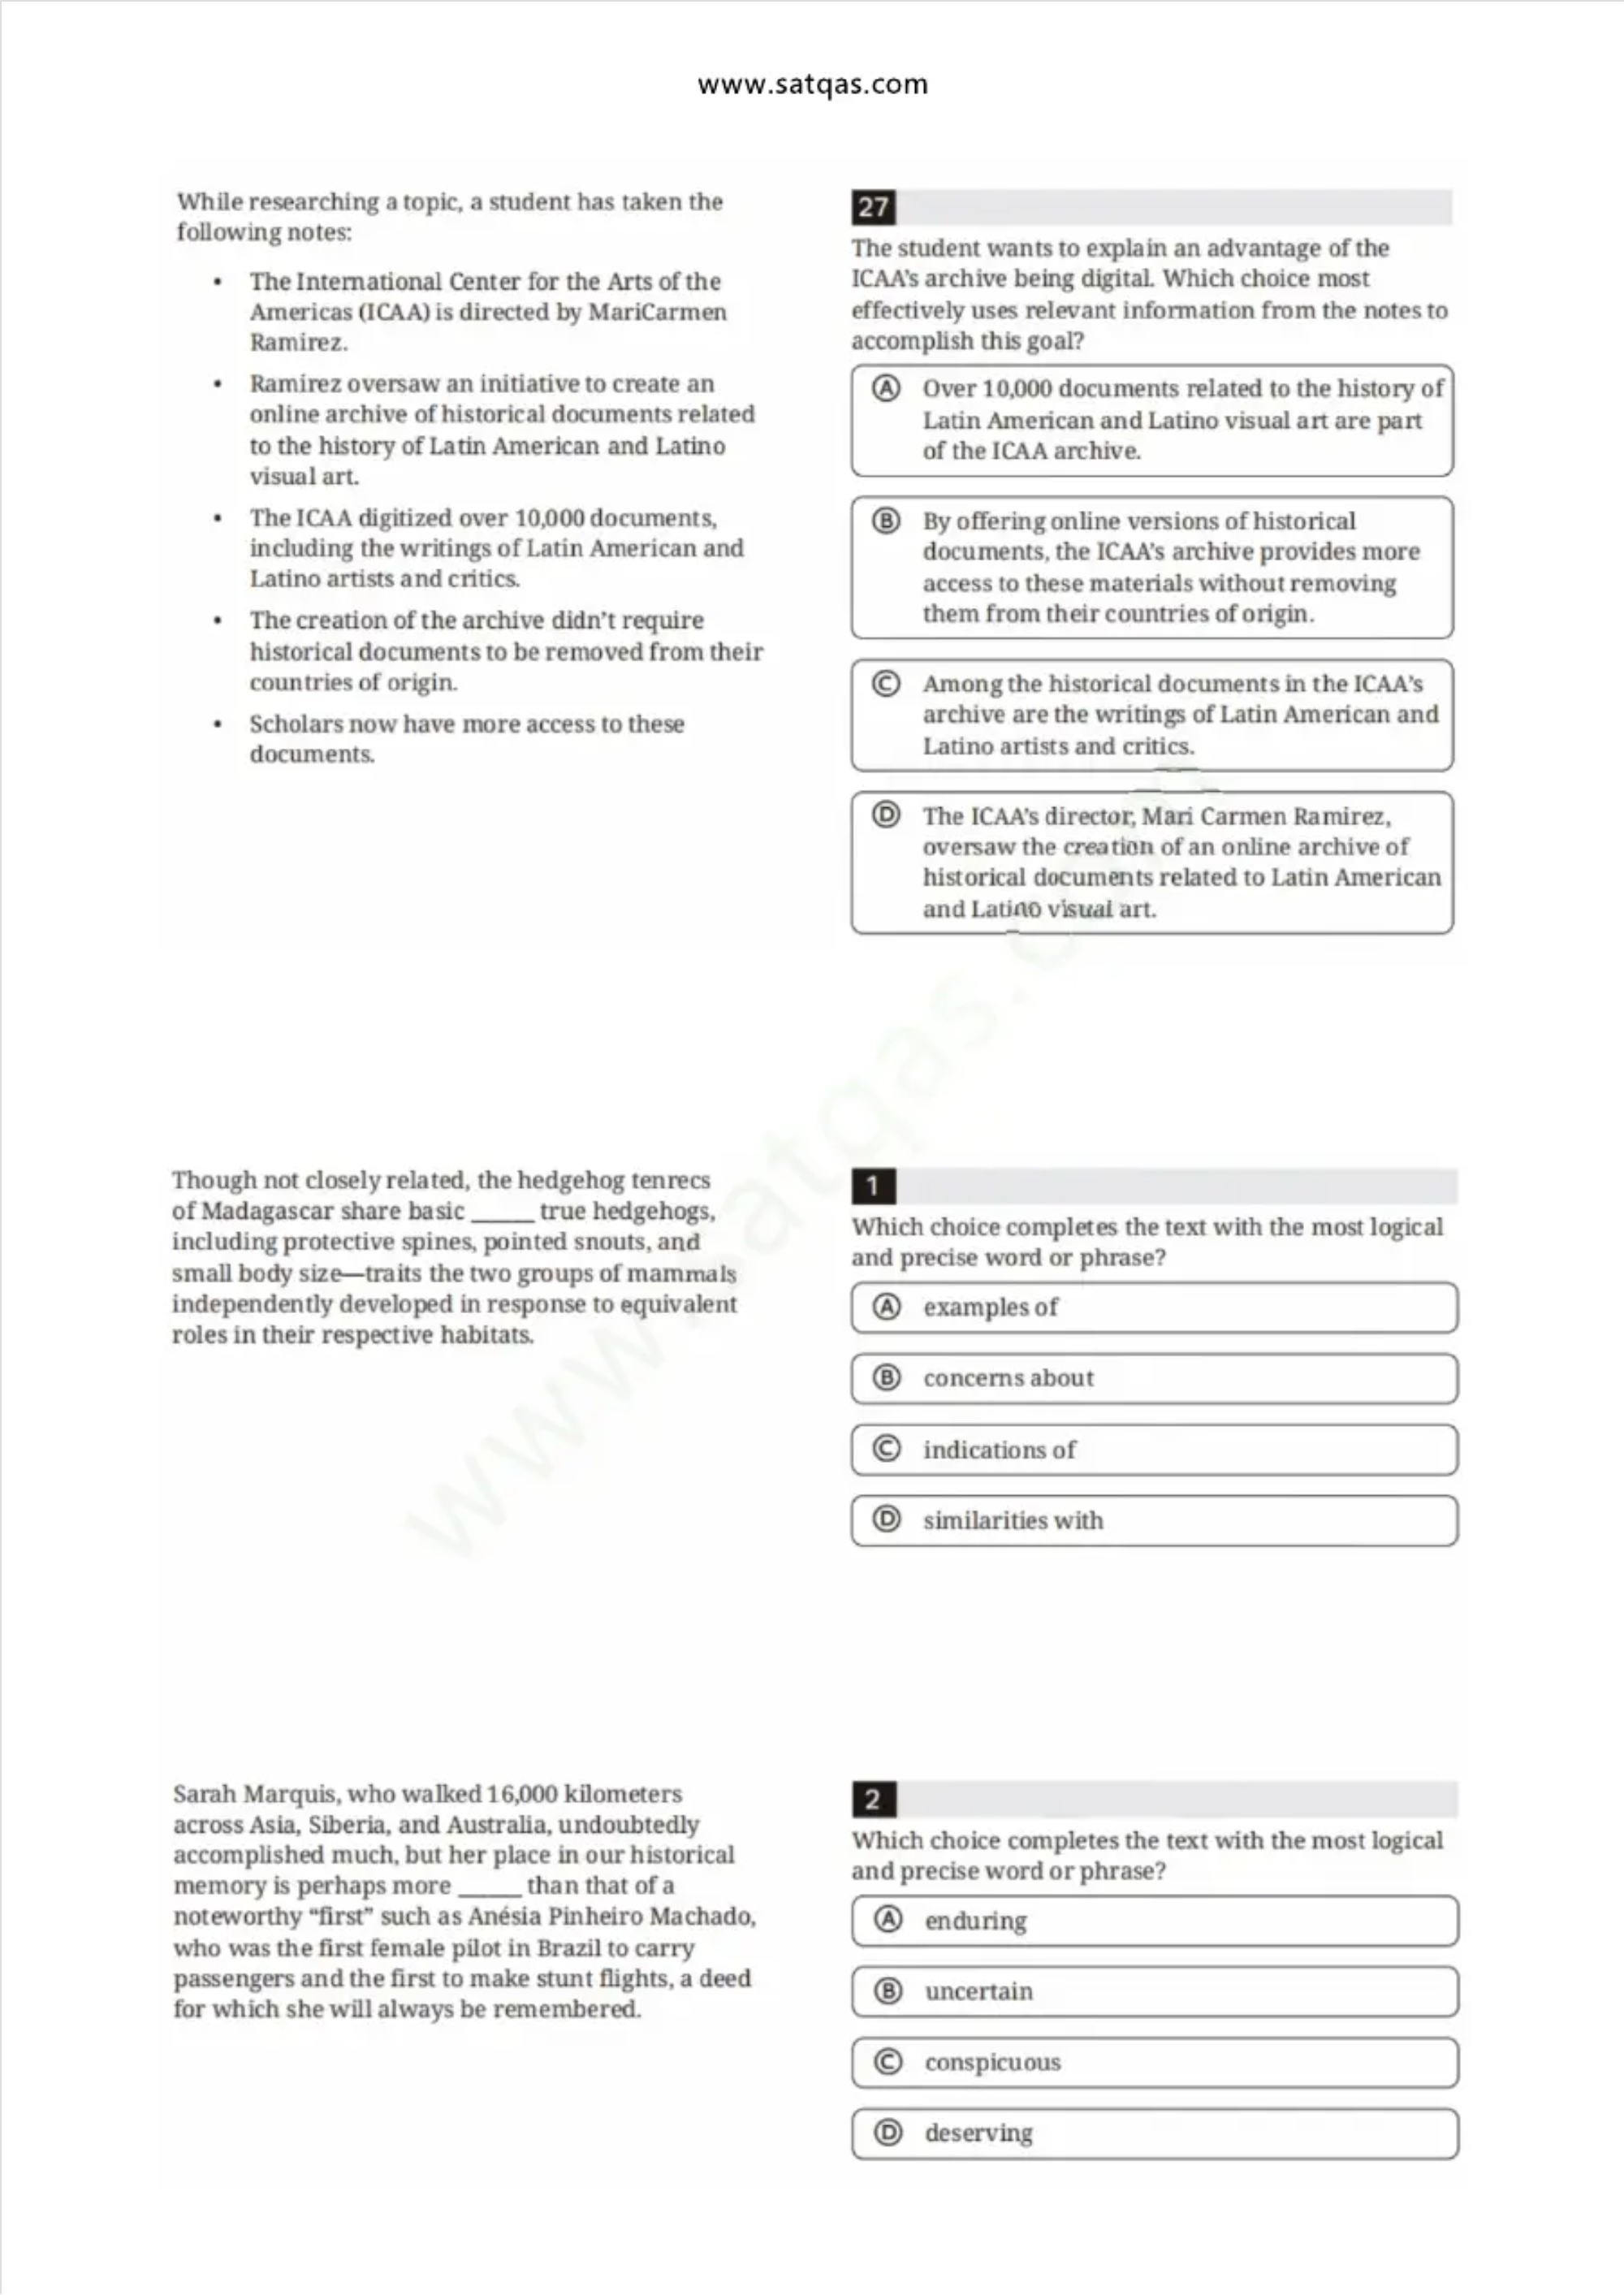 www.satqas.com
While researching a topic, a student has taken the
following notes:
• The International Center for the Arts of the
Americas (ICAA) is directed by MariCarmen
Ramirez.
• Ramirez oversaw an initiative to create an
online archive of historical documents related
to the history of Latin American and Latino
visual art.
• The ICAA digitized over 10,000 documents,
including the writings of Latin American and
Latino artists and critics.
• The creation of the archive didn't require
historical documents to be removed from their
countries of origin.
• Scholars now have more access to these
documents.
27
The student wants to explain an advantage of the
ICAA's archive being digital. Which choice most
effectively uses relevant information from the notes to
accomplish this goal?
A Over 10,000 documents related to the history of
Latin American and Latino visual art are part
of the ICAA archive.
B By offering online versions of historical
documents, the ICAA's archive provides more
access to these materials without removing
them from their countries of origin.
C Among the historical documents in the ICAA's
archive are the writings of Latin American and
Latino artists and critics.
D The ICAA's director, Mari Carmen Ramirez,
oversaw the creation of an online archive of
historical documents related to Latin American
and Latino visual art.
Though not closely related, the hedgehog tenrecs
of Madagascar share basic ______ true hedgehogs,
including protective spines, pointed snouts, and
small body size—traits the two groups of mammals
independently developed in response to equivalent
roles in their respective habitats.
1
Which choice completes the text with the most logical
and precise word or phrase?
A examples of
B concerns about
C indications of
D similarities with
Sarah Marquis, who walked 16,000 kilometers
across Asia, Siberia, and Australia, undoubtedly
accomplished much, but her place in our historical
memory is perhaps more ______ than that of a
noteworthy “first” such as Anésia Pinheiro Machado,
who was the first female pilot in Brazil to carry
passengers and the first to make stunt flights, a deed
for which she will always be remembered.
2
Which choice completes the text with the most logical
and precise word or phrase?
A enduring
B uncertain
C conspicuous
D deserving
www.satqas.com